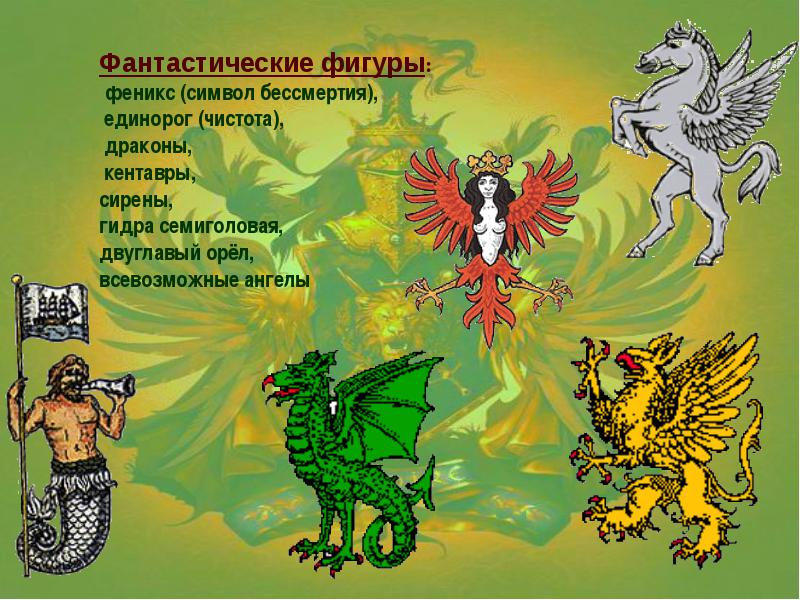 Фантастические фигуры:
феникс (символ бессмертия),
единорог (чистота),
драконы,
кентавры,
сирены,
гидра семиголовая,
двуглавый орёл,
всевозможные ангелы